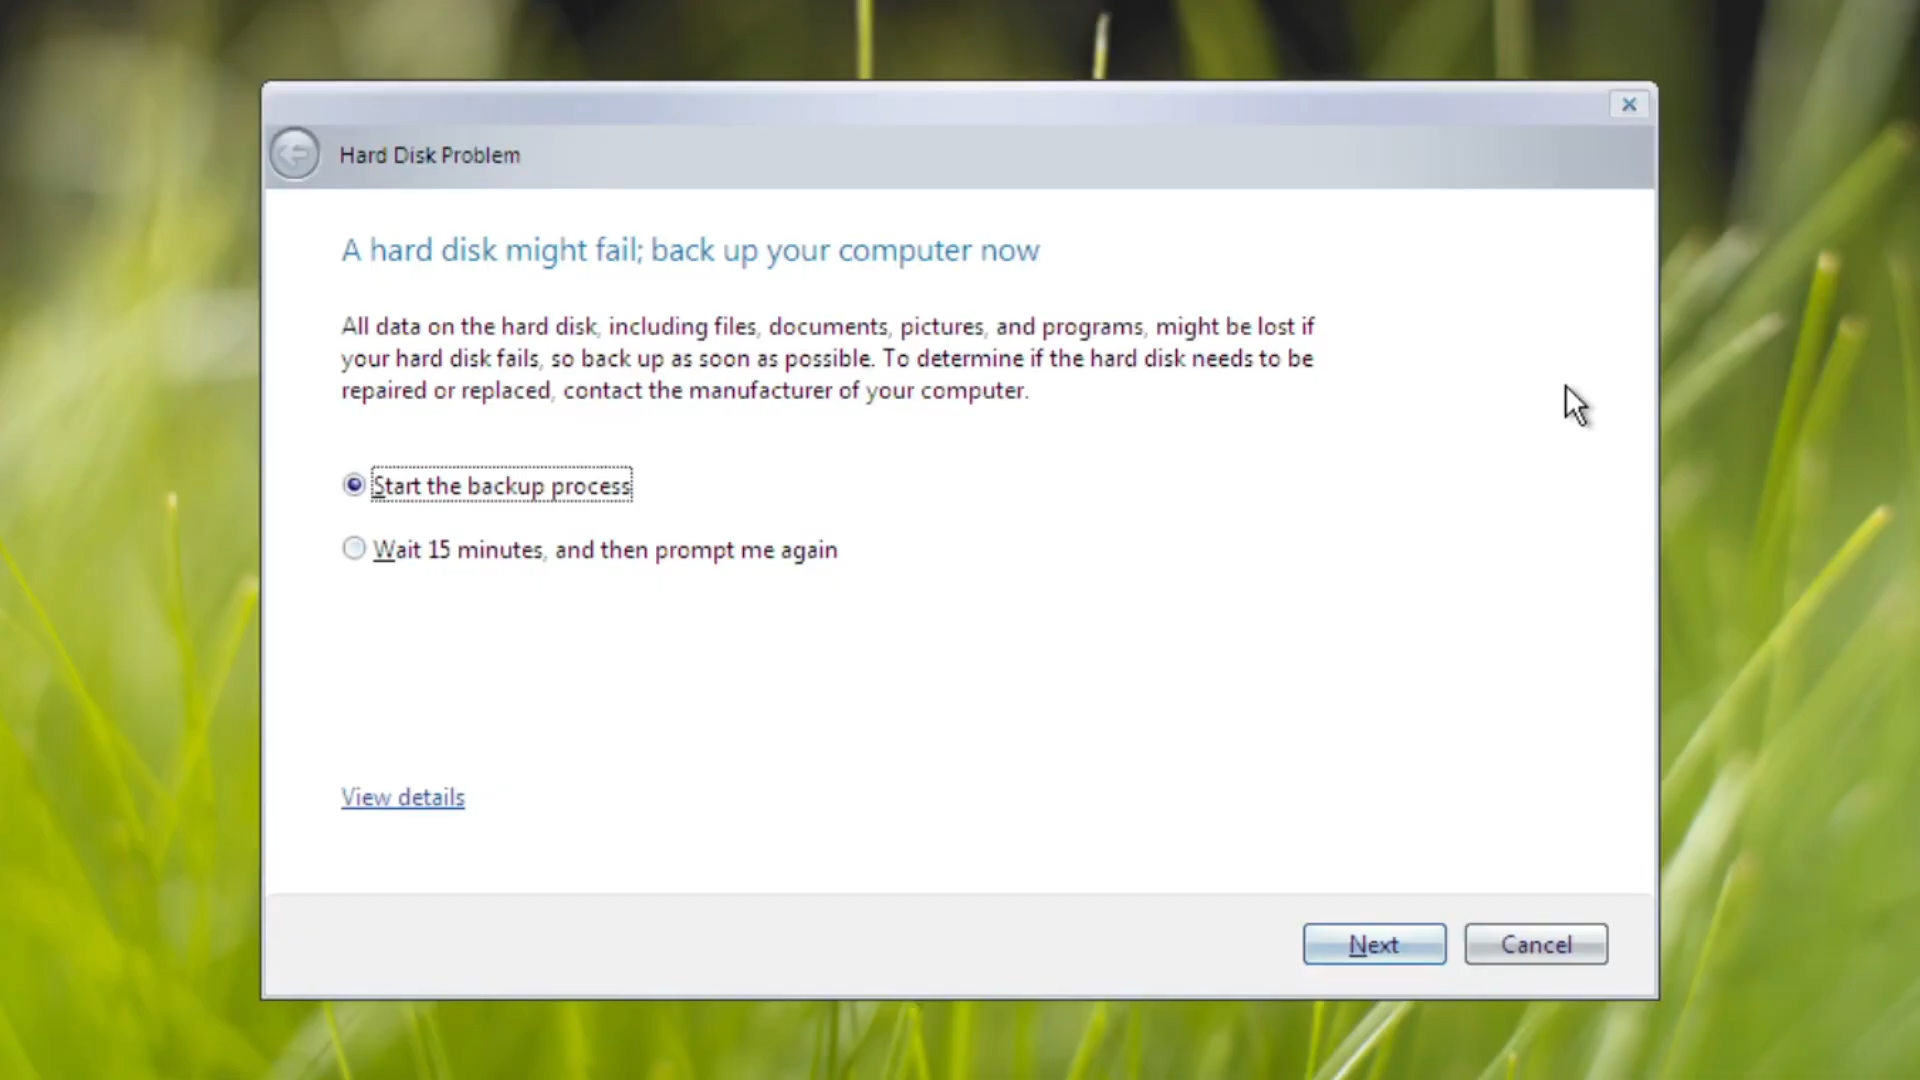 Hard Disk Problem
A hard disk might fail; back up your computer now
All data on the hard disk, including files, documents, pictures, and programs, might be lost if
your hard disk fails, so back up as soon as possible. To determine if the hard disk needs to be
repaired or replaced, contact the manufacturer of your computer.
Start the backup process
Wait 15 minutes, and then prompt me again
View details
Next
Cancel